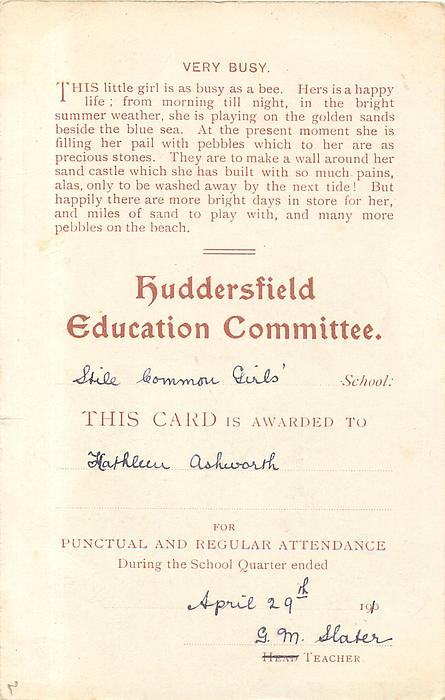 VERY BUSY.
THIS little girl is as busy as a bee. Hers is a happy
life ; from morning till night, in the bright
summer weather, she is playing on the golden sands
beside the blue sea. At the present moment she is
filling her pail with pebbles which to her are as
precious stones. They are to make a wall around her
sand castle which she has built with so much pains,
alas, only to be washed away by the next tide! But
happily there are more bright days in store for her,
and miles of sand to play with, and many more
pebbles on the beach.
Huddersfield
Education Committee.
Stile Common Girls' School.
THIS CARD IS AWARDED TO
Kathleen Ashworth
FOR
PUNCTUAL AND REGULAR ATTENDANCE
During the School Quarter ended
April 29th
G. M. Slater
HEAD TEACHER